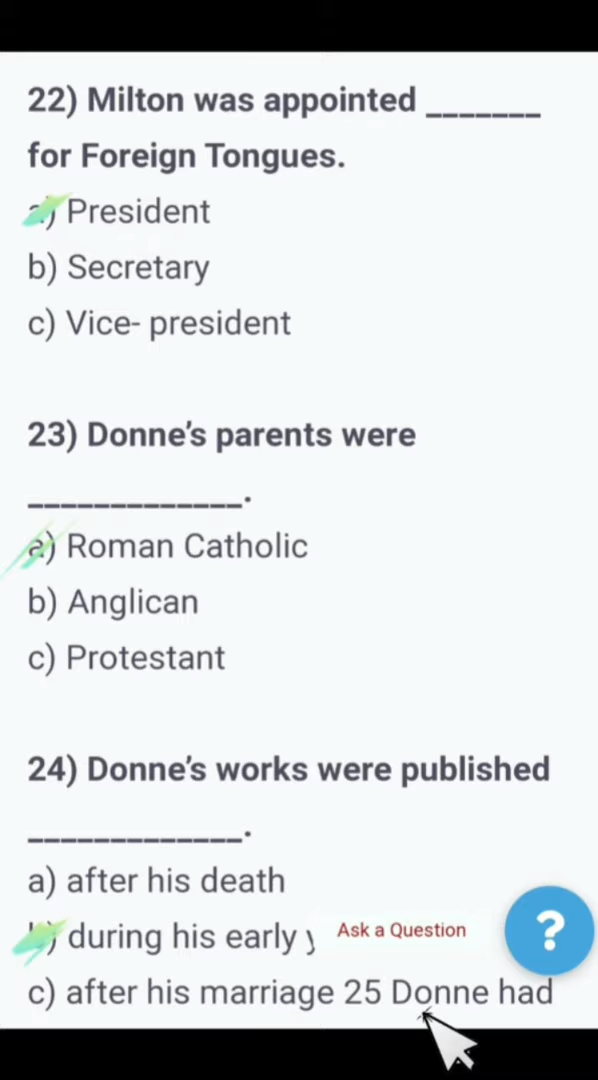 22) Milton was appointed _______
for Foreign Tongues.
a) President
b) Secretary
c) Vice- president
23) Donne's parents were
_____________.
a) Roman Catholic
b) Anglican
c) Protestant
24) Donne's works were published
_____________.
a) after his death
b) during his early y
Ask a Question
?
c) after his marriage 25 Donne had